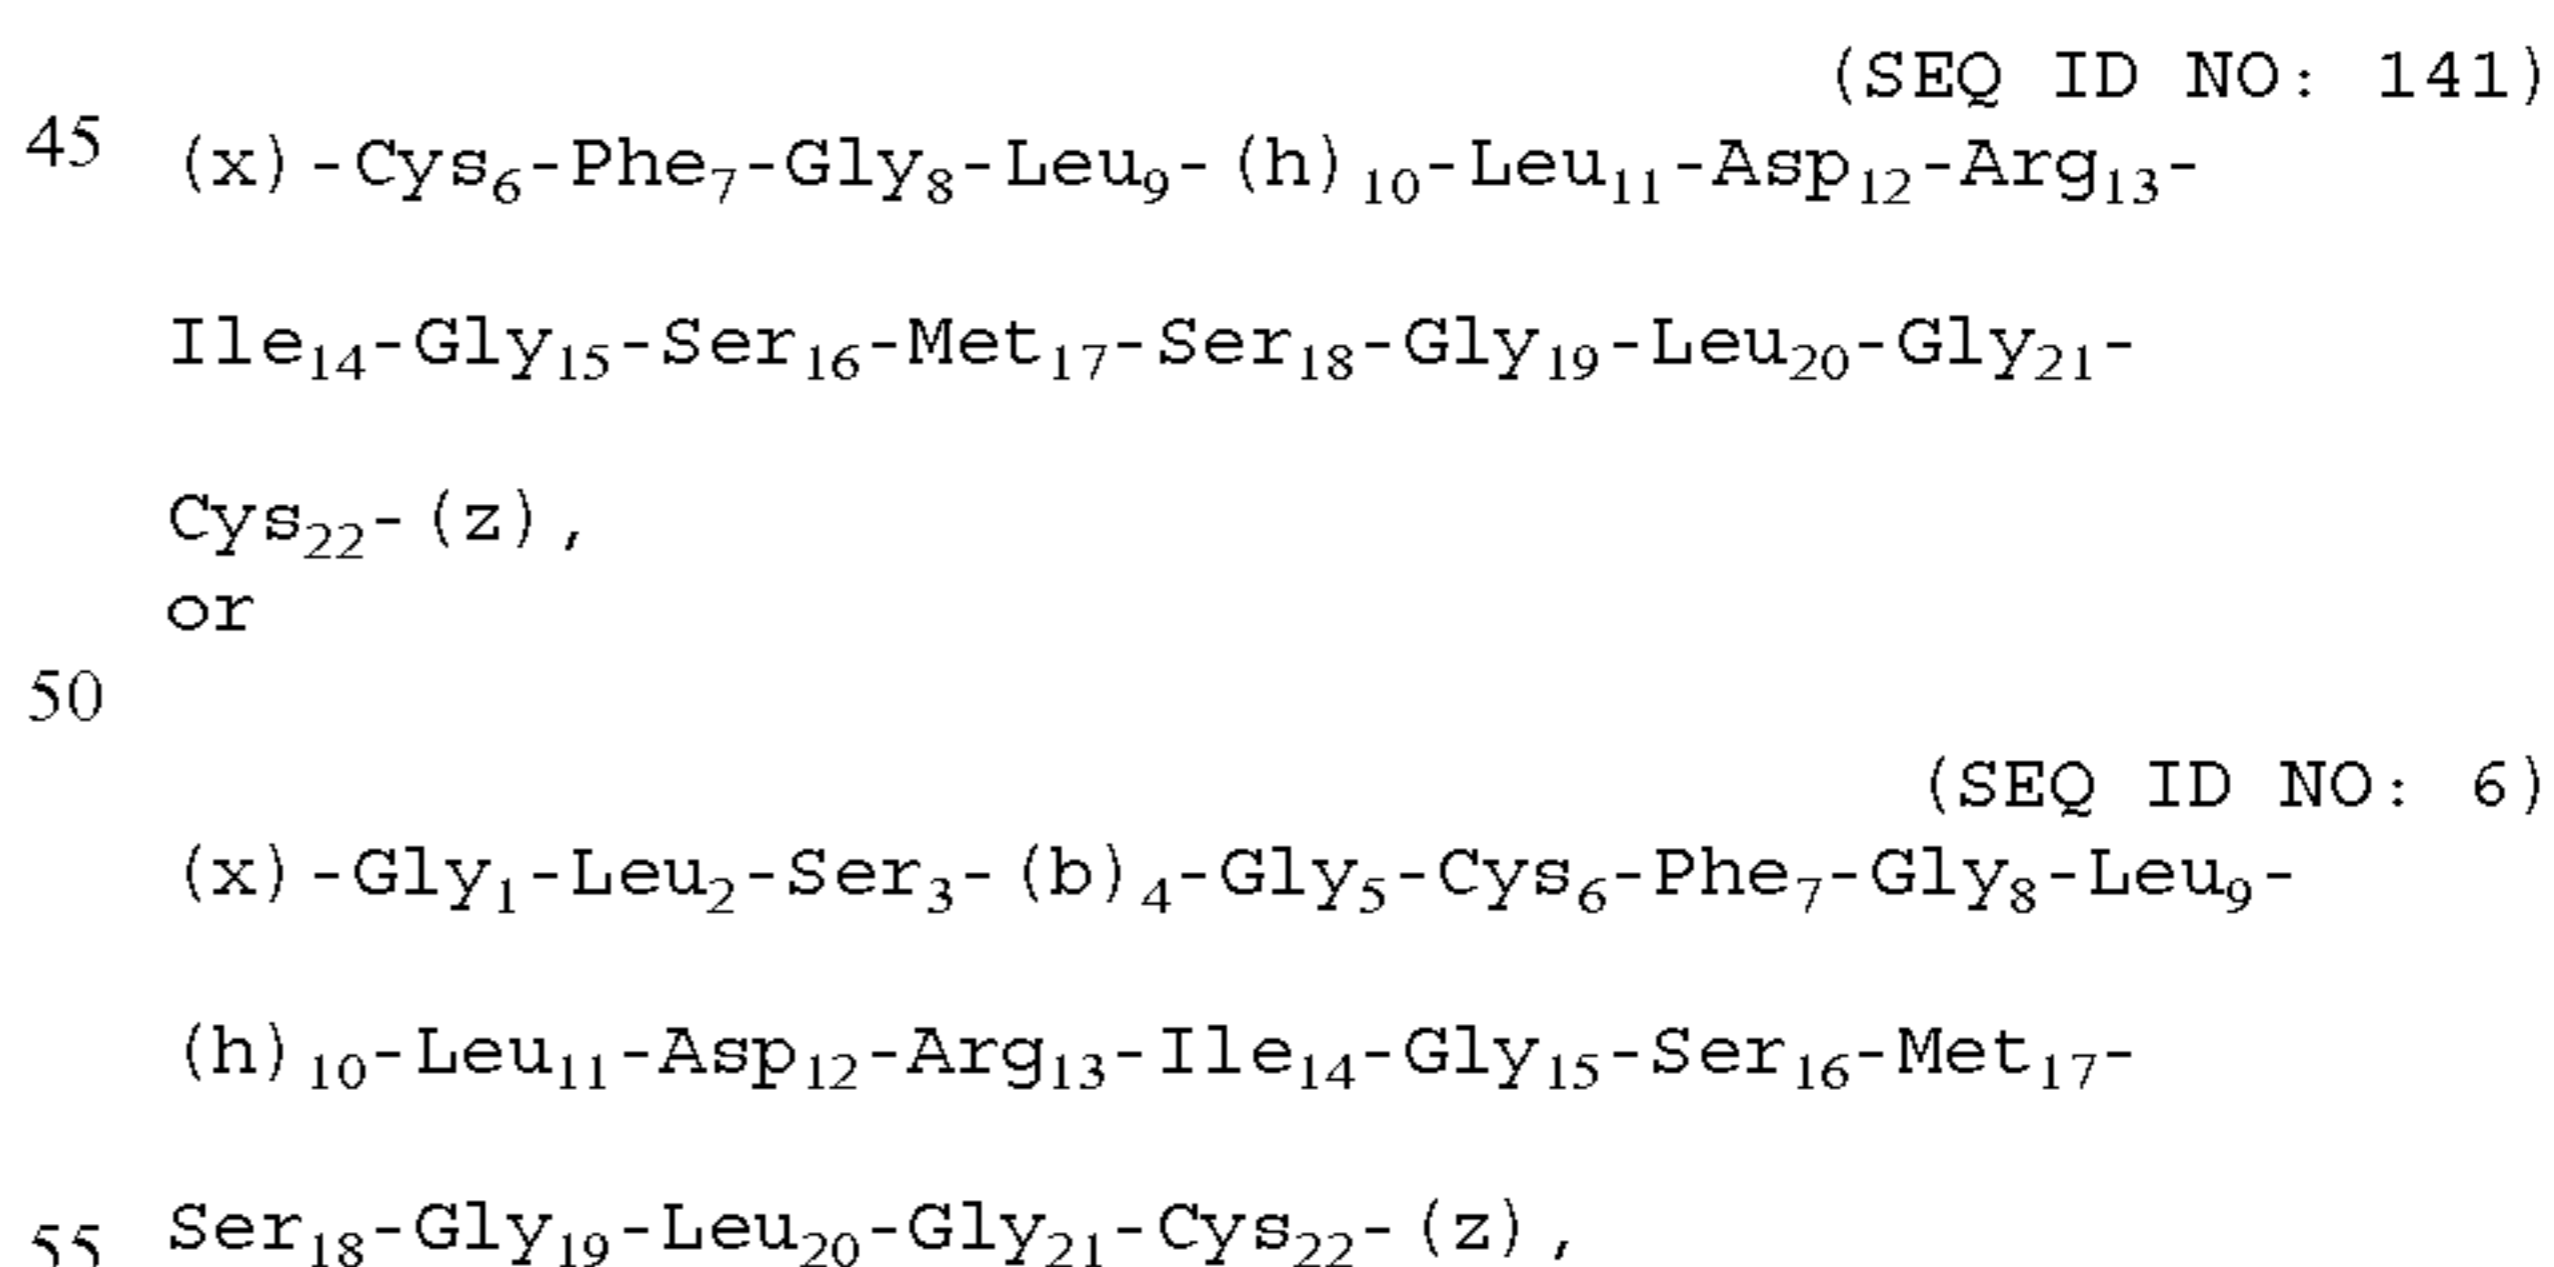 (SEQ ID NO: 141)
45 (x)-Cys₆-Phe₇-Gly₈-Leu₉-(h)₁₀-Leu₁₁-Asp₁₂-Arg₁₃-
Ile₁₄-Gly₁₅-Ser₁₆-Met₁₇-Ser₁₈-Gly₁₉-Leu₂₀-Gly₂₁-
Cys₂₂-(z),
or
50
(SEQ ID NO: 6)
(x)-Gly₁-Leu₂-Ser₃-(b)₄-Gly₅-Cys₆-Phe₇-Gly₈-Leu₉-
(h)₁₀-Leu₁₁-Asp₁₂-Arg₁₃-Ile₁₄-Gly₁₅-Ser₁₆-Met₁₇-
55 Ser₁₈-Gly₁₉-Leu₂₀-Gly₂₁-Cys₂₂-(z),